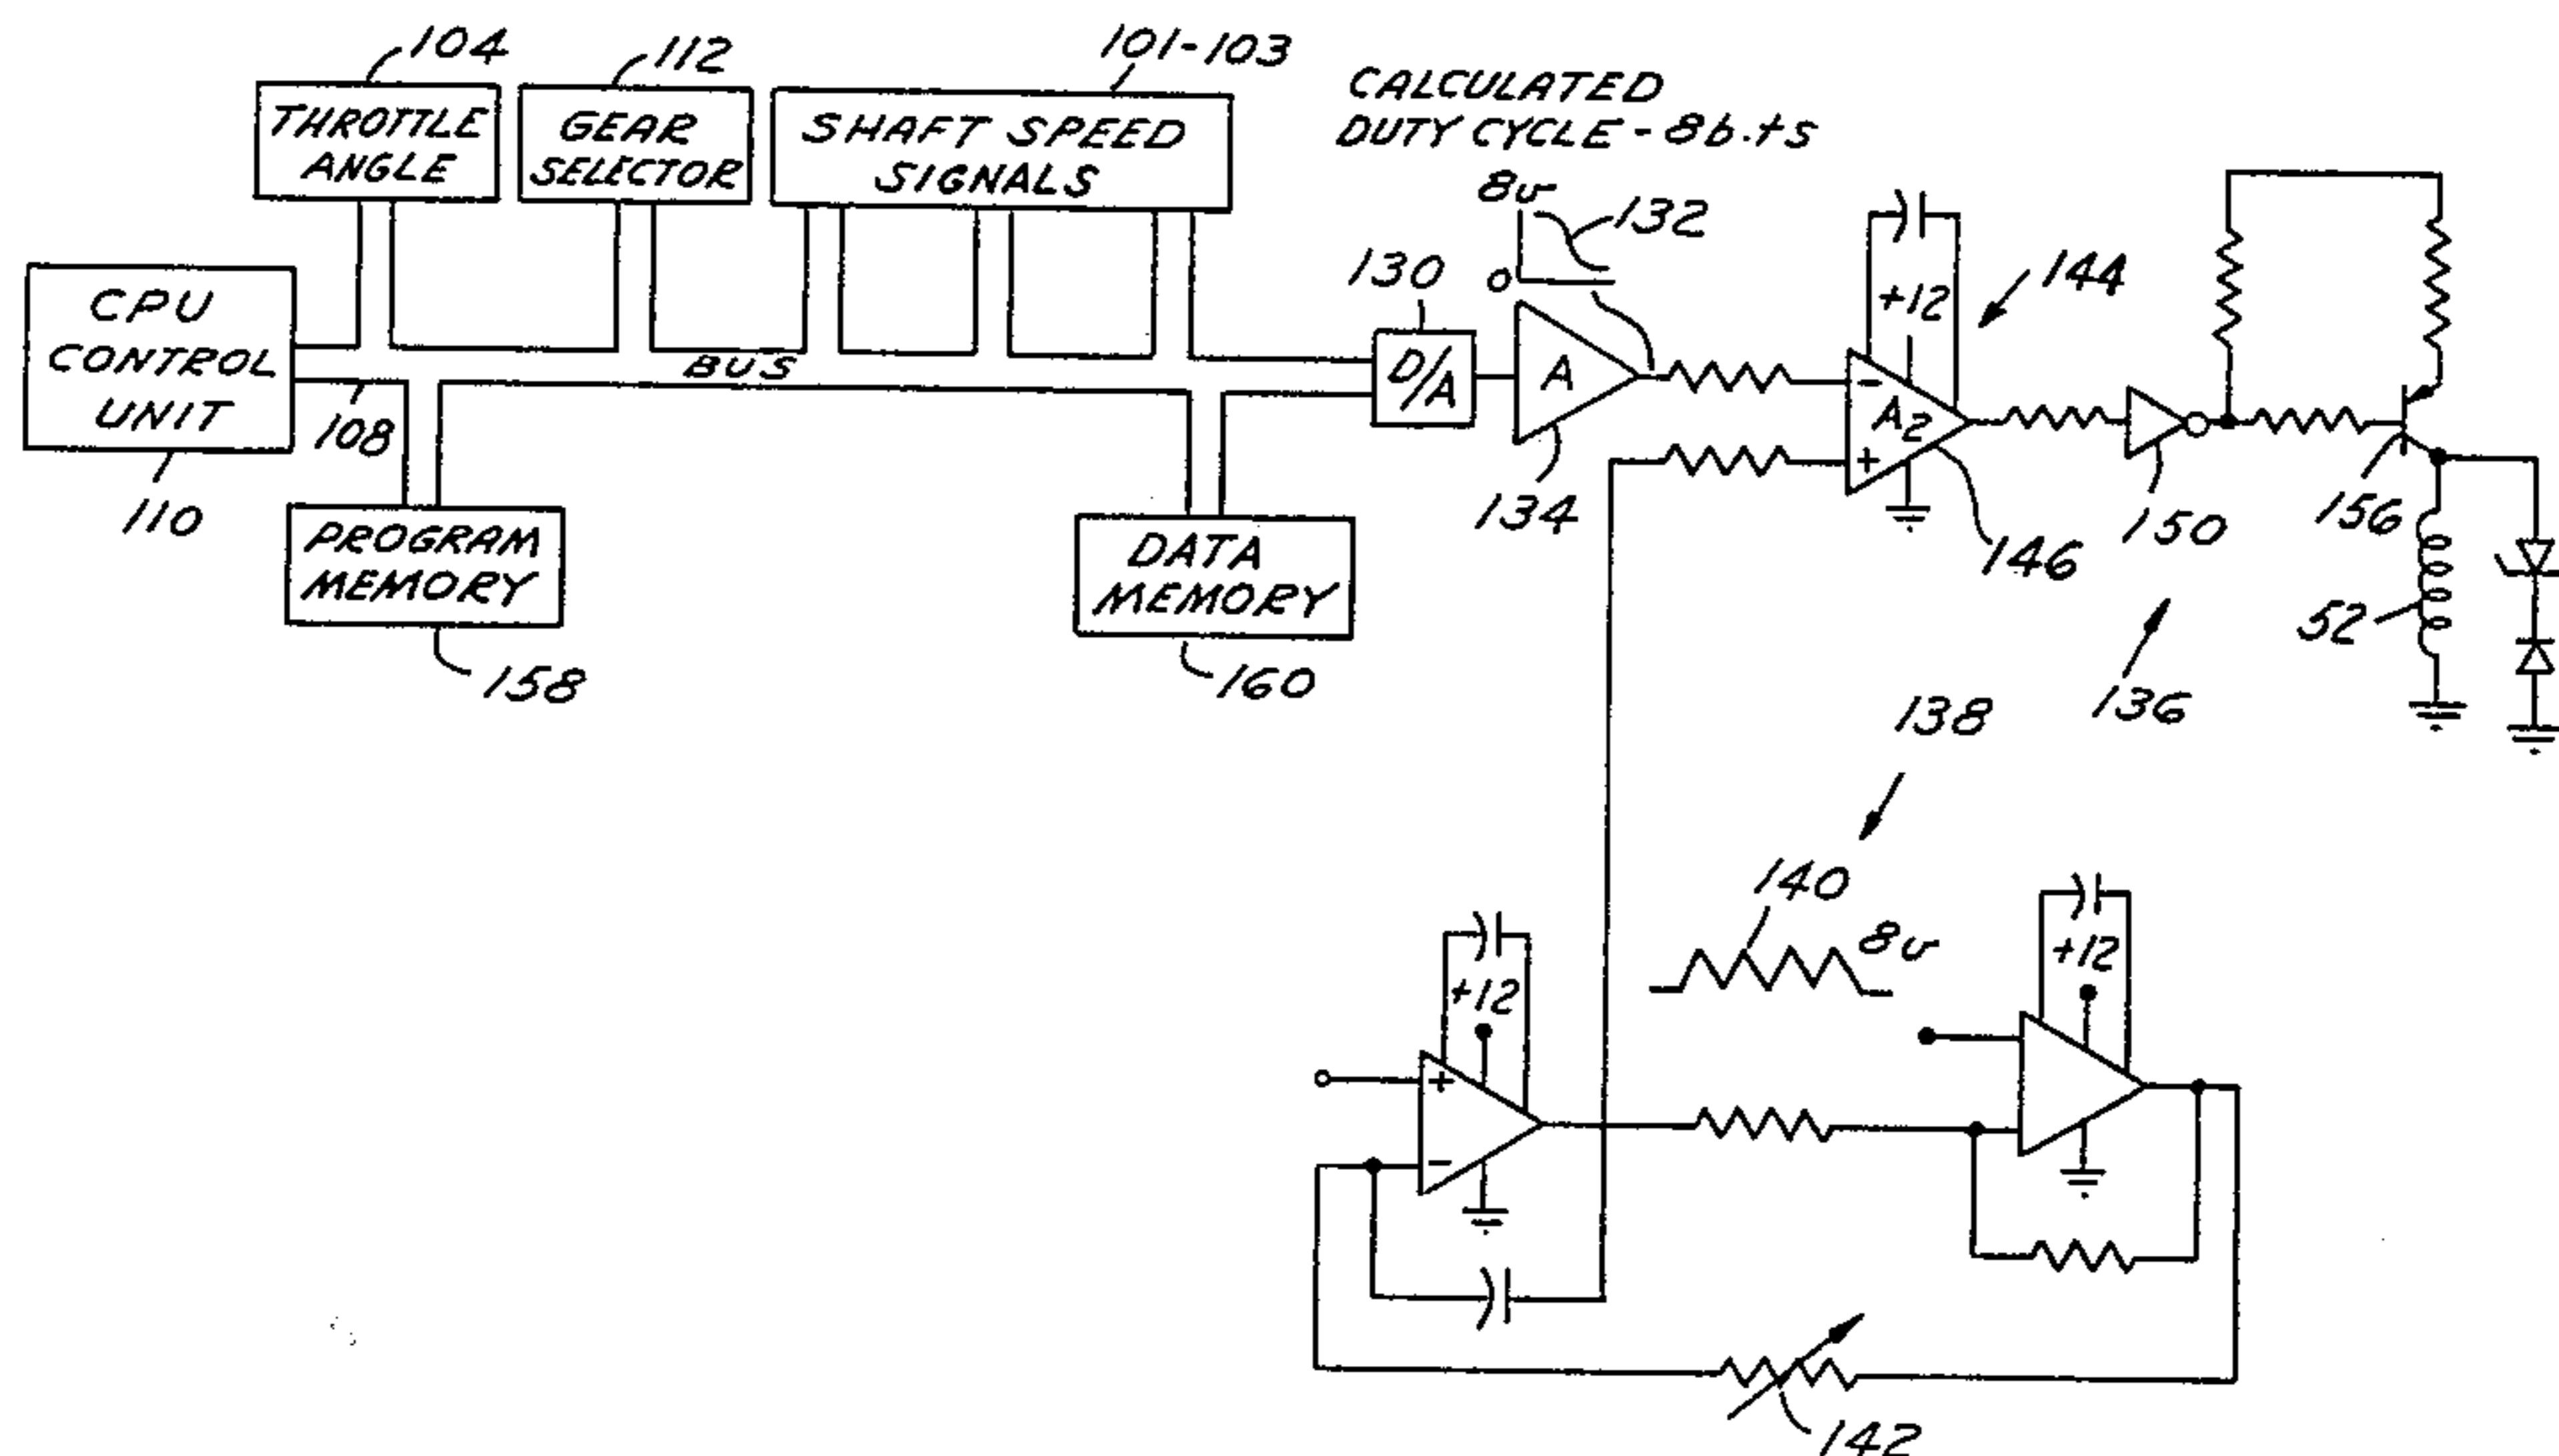 104
112
101-103
THROTTLE
ANGLE
GEAR
SELECTOR
SHAFT SPEED
SIGNALS
CALCULATED
DUTY CYCLE - 8b.ts
8v
132
0
130
CPU
CONTROL
UNIT
108
110
BUS
D/A
A
134
+12
144
-
A2
+
146
150
156
52
136
PROGRAM
MEMORY
158
DATA
MEMORY
160
138
140
8v
+12
+
-
+12
142